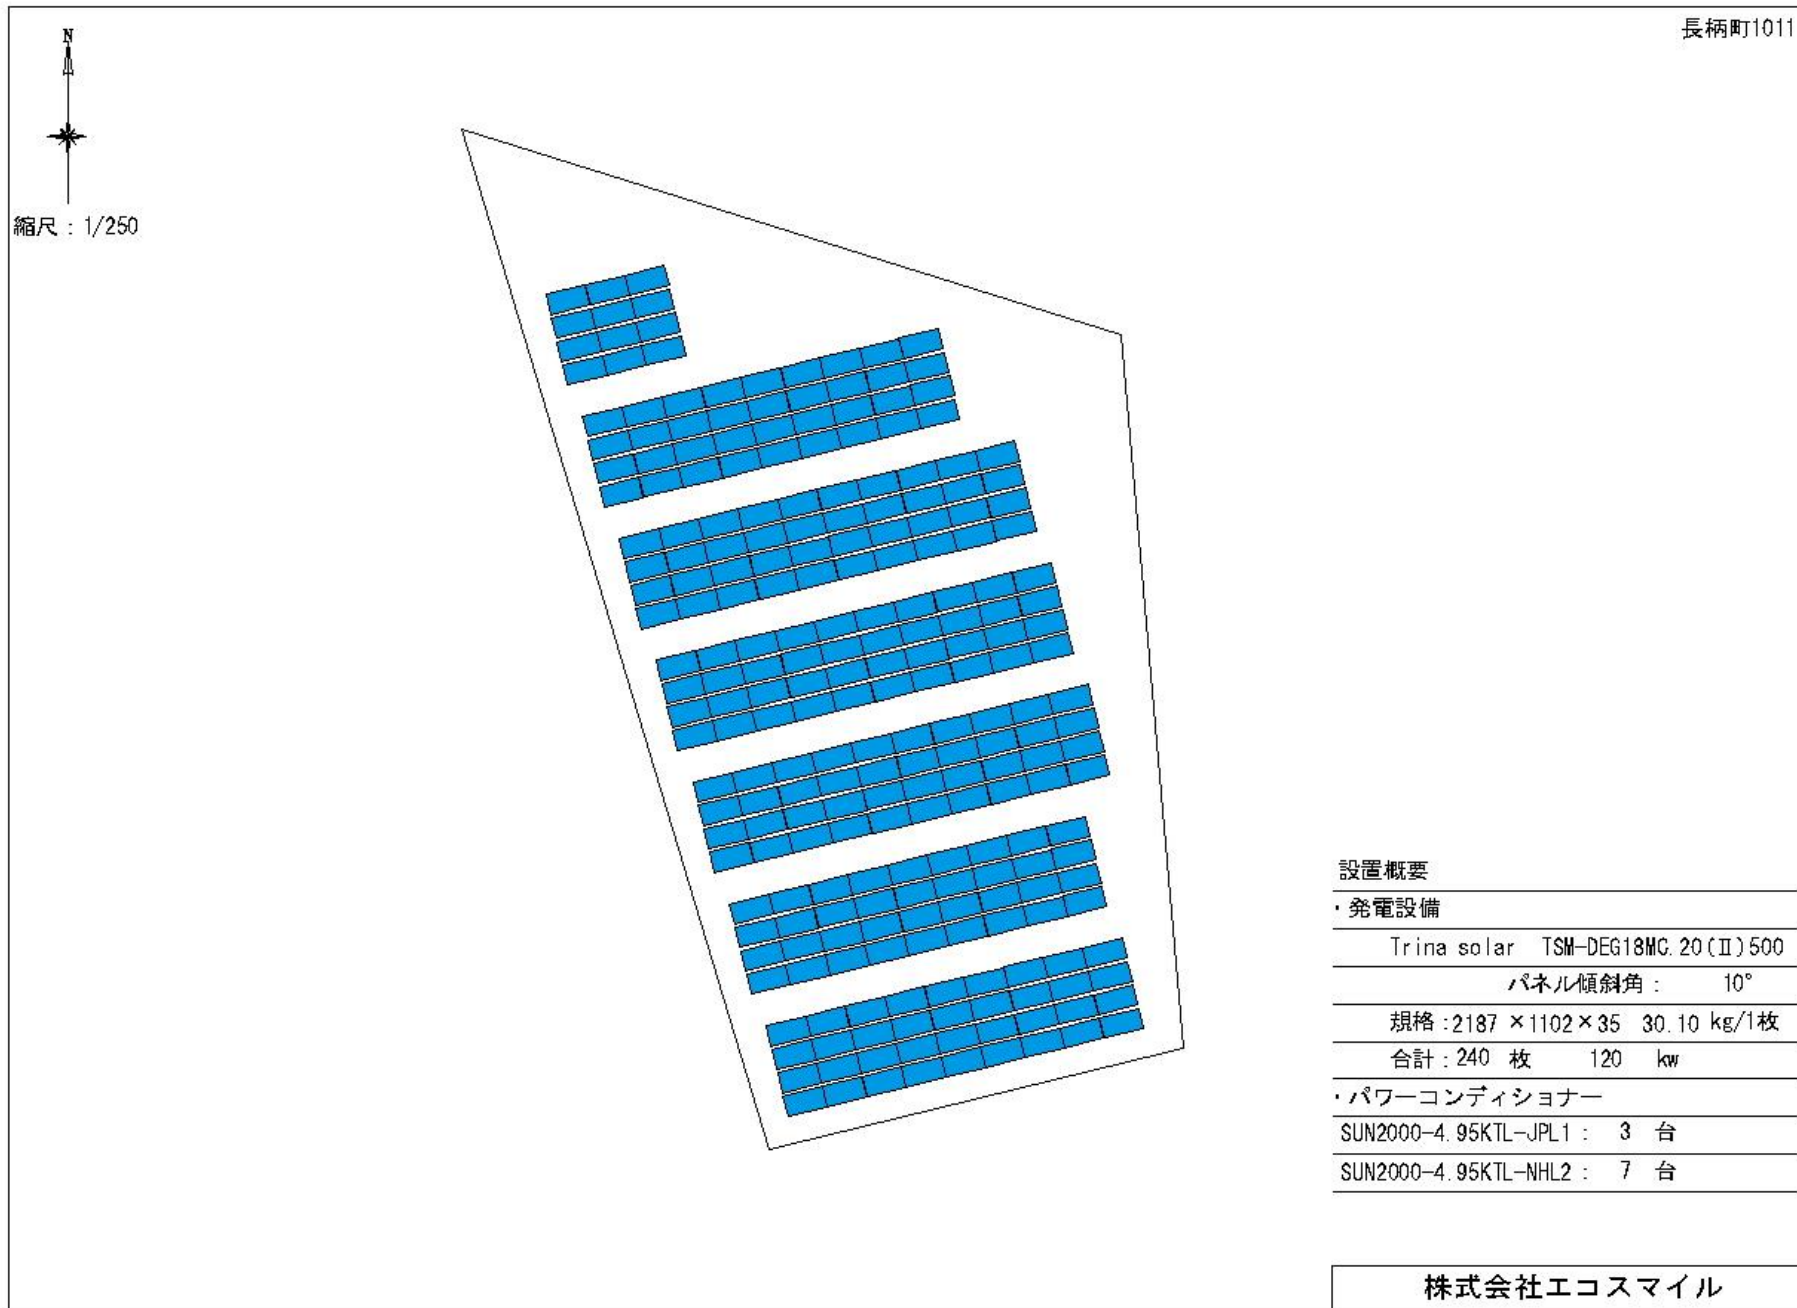 長柄町1011
N
縮尺：1/250
設置概要
・発電設備
Trina solar TSM-DEG18MC.20(Ⅱ)500
パネル傾斜角： 10°
規格：2187×1102×35 30.10 kg/1枚
合計：240 枚 120 kw
・パワーコンディショナー
SUN2000-4.95KTL-JPL1： 3 台
SUN2000-4.95KTL-NHL2： 7 台
株式会社エコスマイル